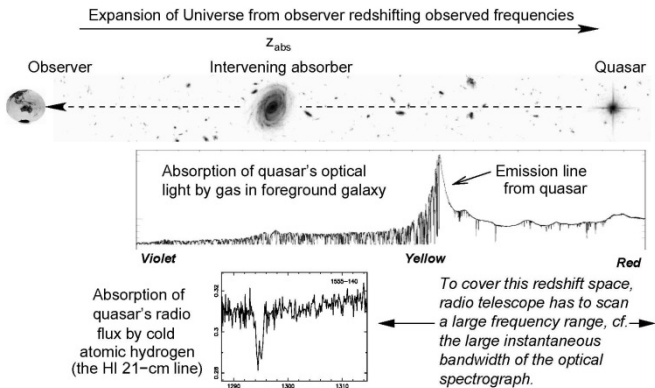 Expansion of Universe from observer redshifting observed frequencies
z abs
Observer
Intervening absorber
Quasar
Absorption of quasar's optical
light by gas in foreground galaxy
Emission line
from quasar
Violet
Yellow
Red
Absorption of
quasar's radio
flux by cold
atomic hydrogen
(the HI 21−cm line)
1555-140
0.32
0.3
0.28
1290
1300
1310.
To cover this redshift space,
radio telescope has to scan
a large frequency range, cf.
the large instantaneous
bandwidth of the optical
spectrograph.